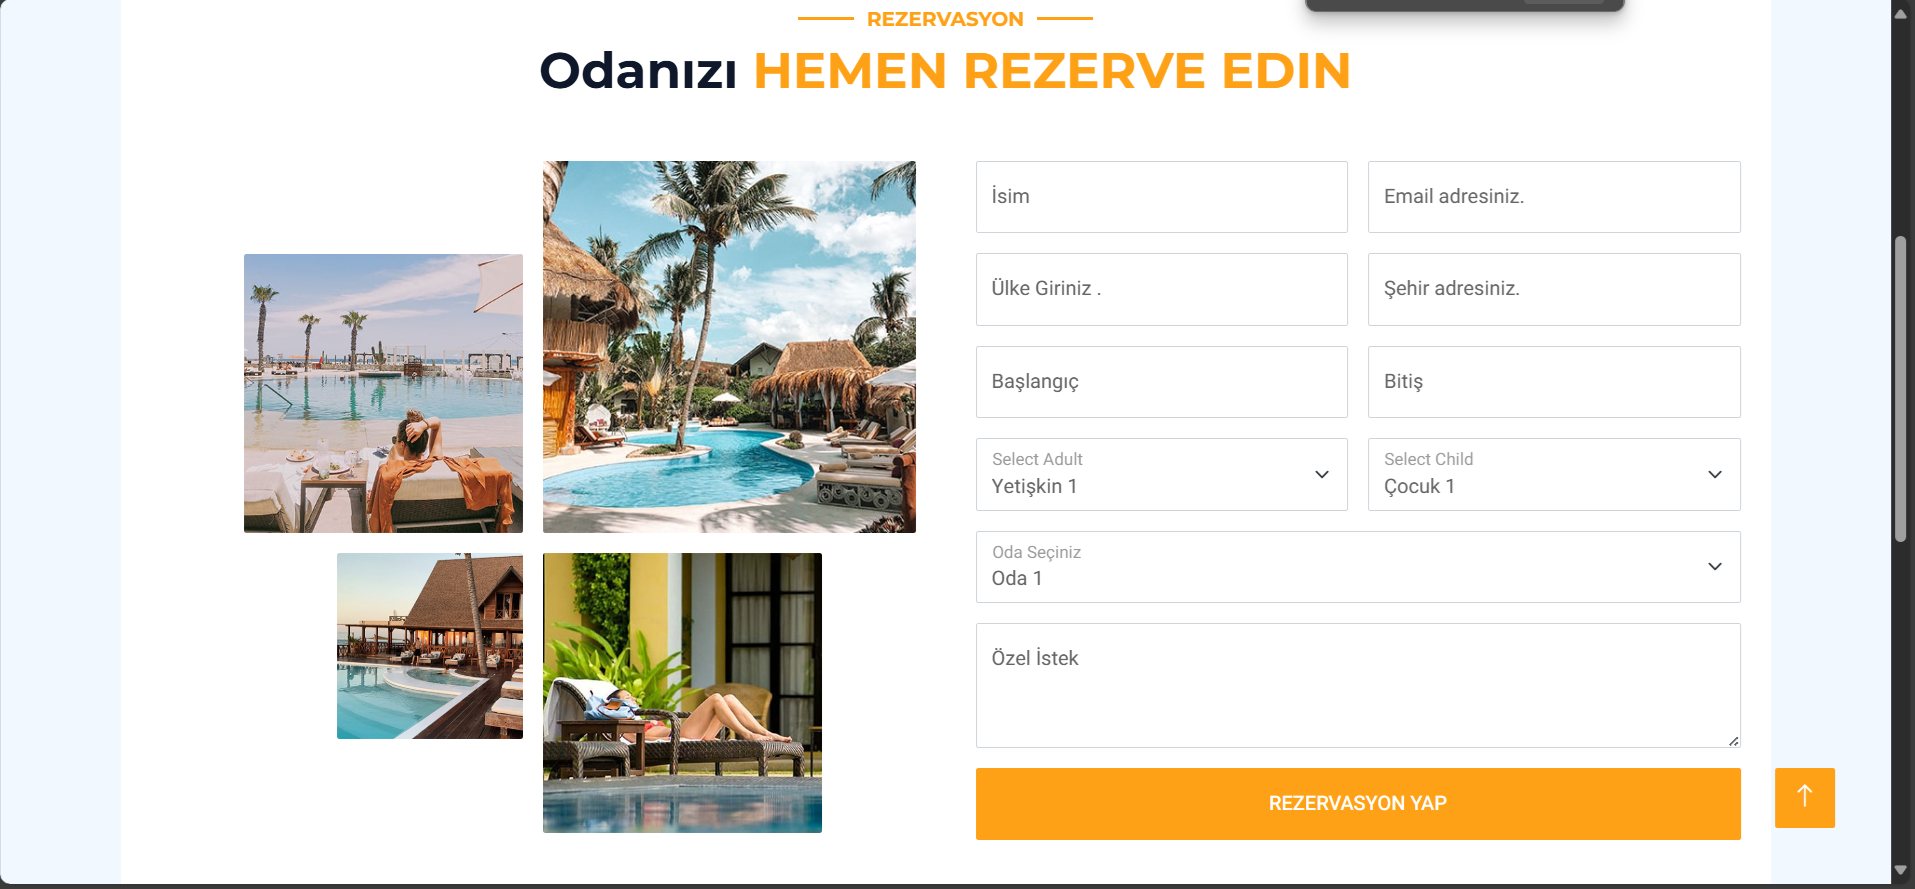 REZERVASYON
Odanızı HEMEN REZERVE EDIN
İsim
Email adresiniz.
Ülke Giriniz .
Şehir adresiniz.
Başlangıç
Bitiş
Select Adult
Yetişkin 1
Select Child
Çocuk 1
Oda Seçiniz
Oda 1
Özel İstek
REZERVASYON YAP